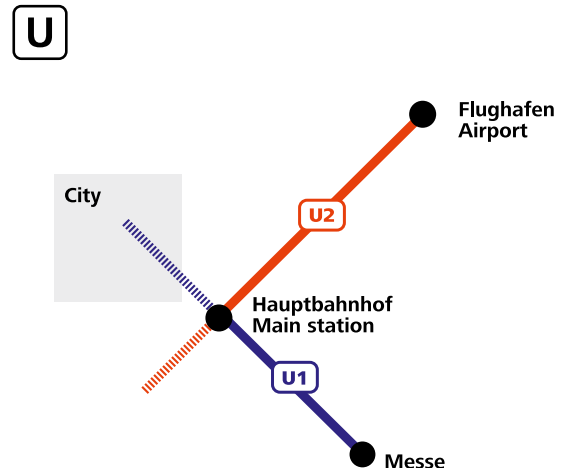 U
Flughafen
Airport
City
U2
Hauptbahnhof
Main station
U1
Messe